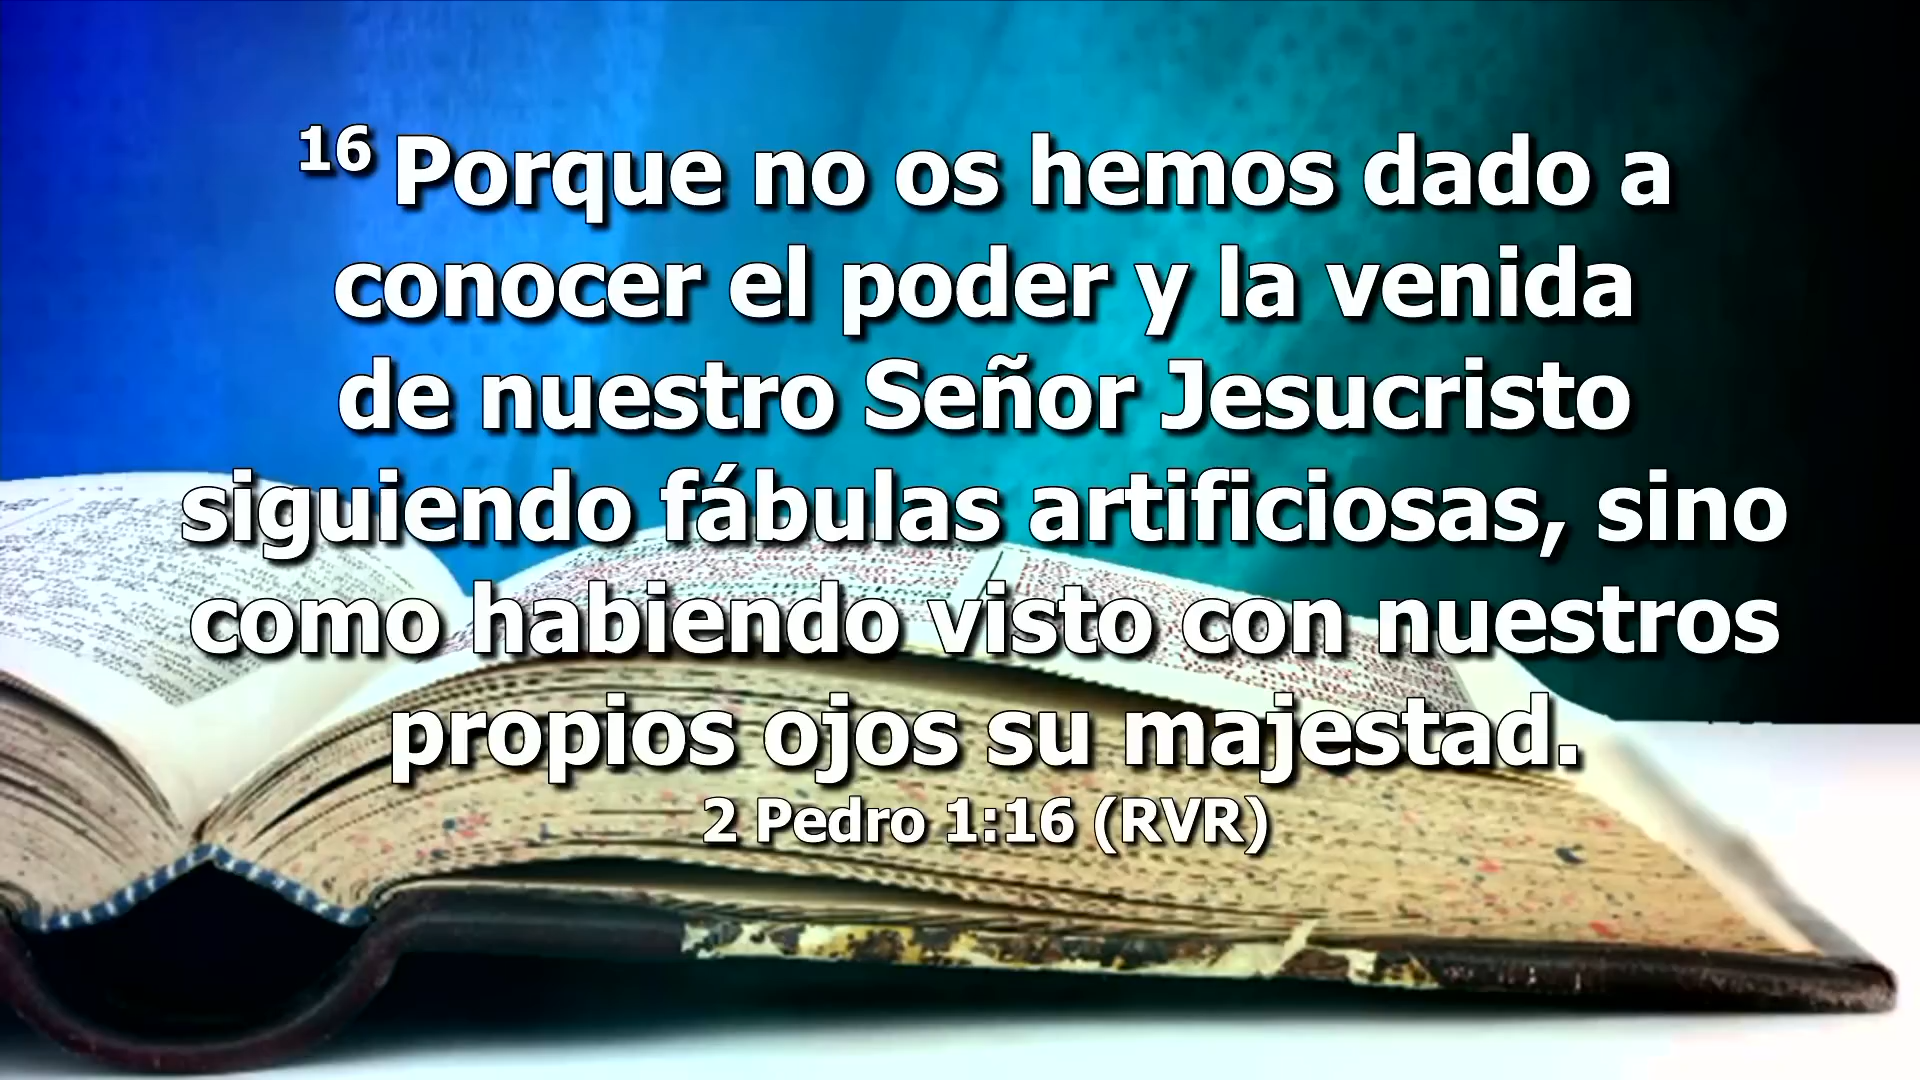 16 Porque no os hemos dado a
conocer el poder y la venida
de nuestro Señor Jesucristo
siguiendo fábulas artificiosas, sino
como habiendo visto con nuestros
propios ojos su majestad.
2 Pedro 1:16 (RVR)